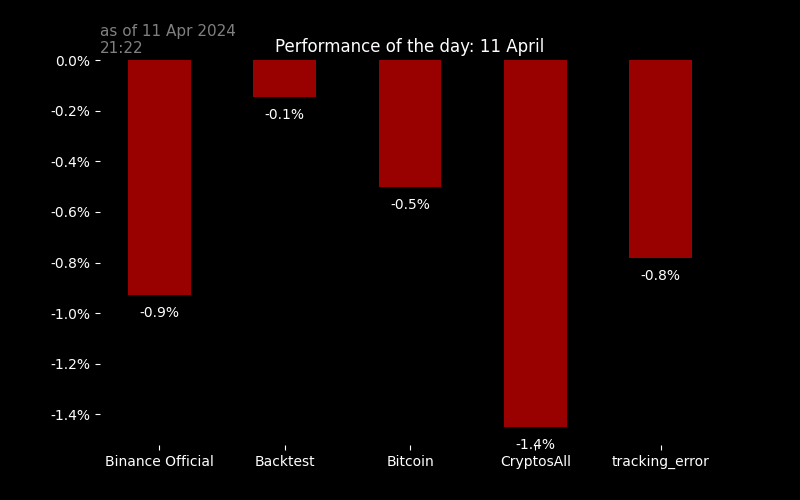 as of 11 Apr 2024
21:22
Performance of the day: 11 April
0.0%
-0.2%
-0.4%
-0.6%
-0.8%
-1.0%
-1.2%
-1.4%
-0.9%
-0.1%
-0.5%
-1.4%
-0.8%
Binance Official
Backtest
Bitcoin
CryptosAll
tracking_error